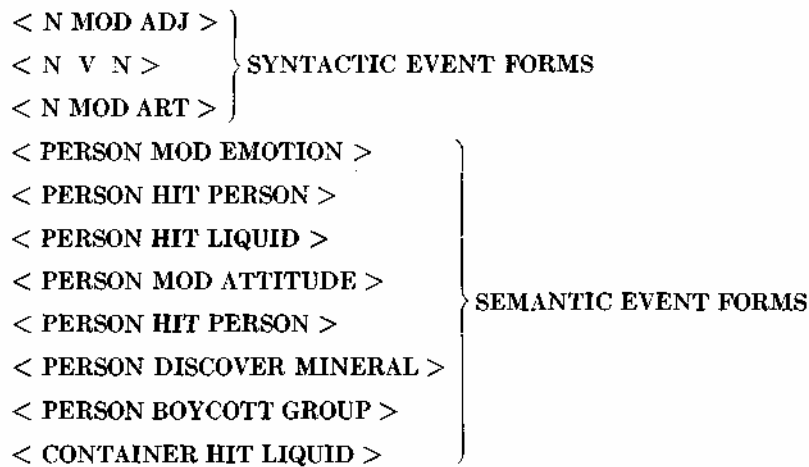 < N MOD ADJ >
< N V N > SYNTACTIC EVENT FORMS
< N MOD ART >
< PERSON MOD EMOTION >
< PERSON HIT PERSON >
< PERSON HIT LIQUID >
< PERSON MOD ATTITUDE >
< PERSON HIT PERSON > SEMANTIC EVENT FORMS
< PERSON DISCOVER MINERAL >
< PERSON BOYCOTT GROUP >
< CONTAINER HIT LIQUID >